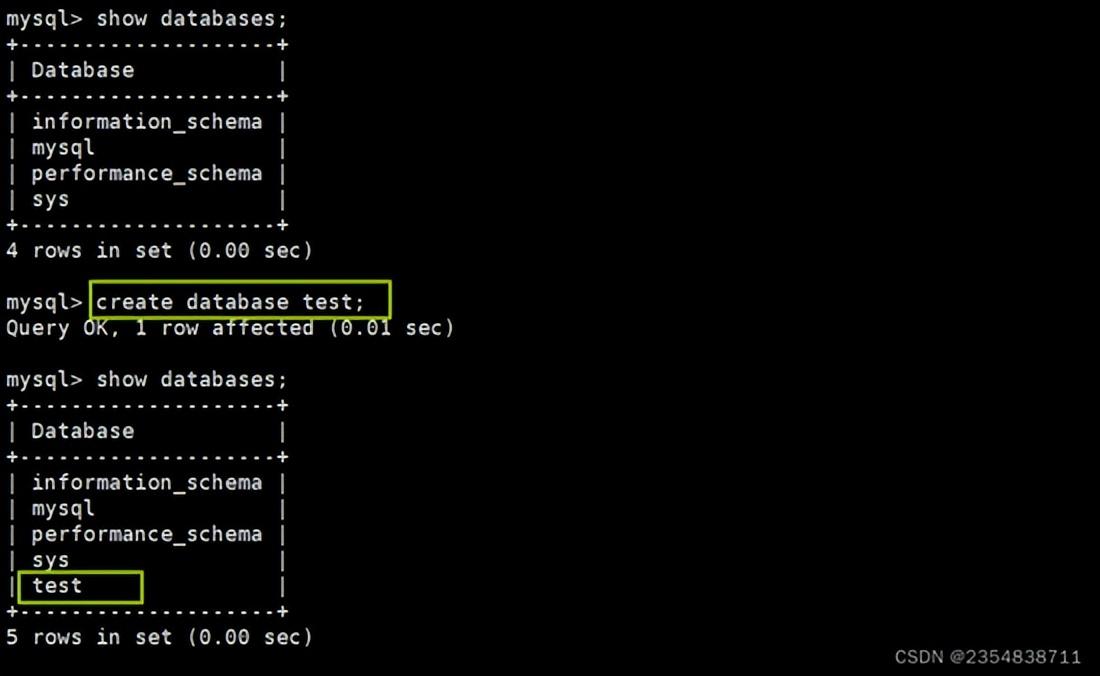 mysql> show databases;
+--------------------+
| Database           |
+--------------------+
| information_schema |
| mysql              |
| performance_schema |
| sys                |
+--------------------+
4 rows in set (0.00 sec)
mysql> create database test;
Query OK, 1 row affected (0.01 sec)
mysql> show databases;
+--------------------+
| Database           |
+--------------------+
| information_schema |
| mysql              |
| performance_schema |
| sys                |
| test               |
+--------------------+
5 rows in set (0.00 sec)
CSDN @2354838711